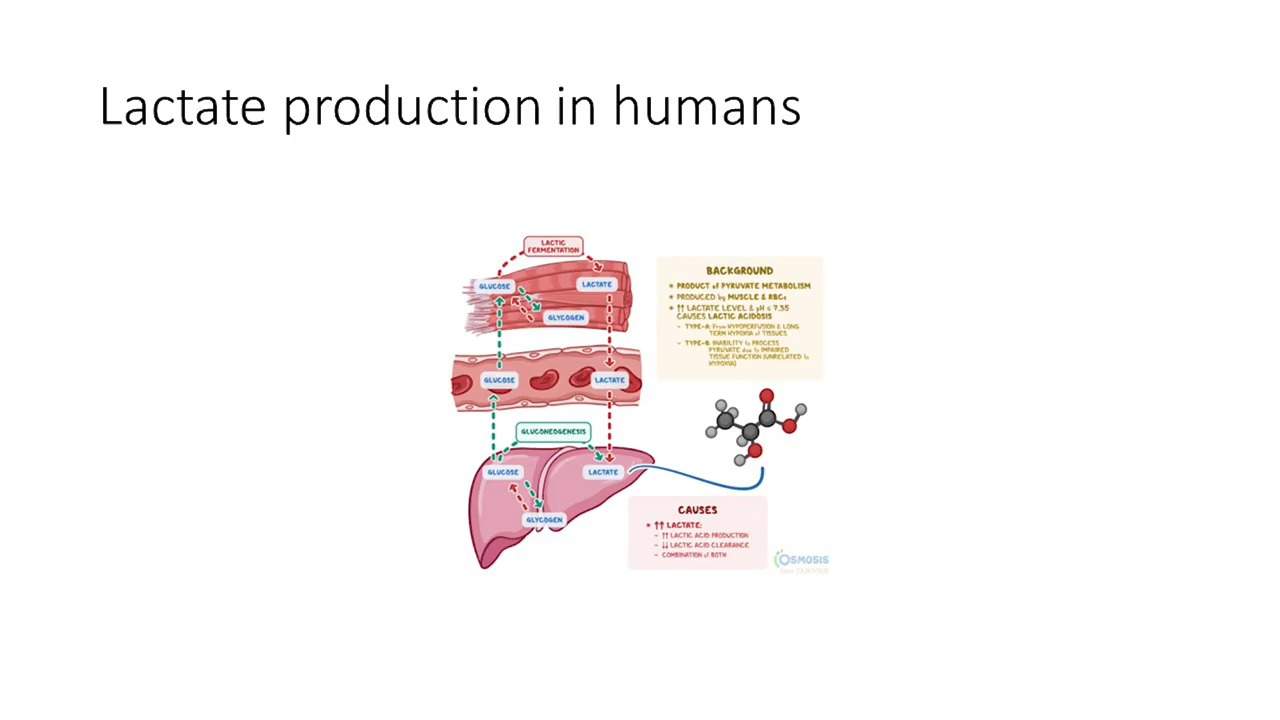 Lactate production in humans
LACTIC
FERMENTATION
GLUCOSE
LACTATE
GLYCOGEN
GLUCOSE
LACTATE
GLUCONEOGENESIS
GLUCOSE
LACTATE
GLYCOGEN
BACKGROUND
* PRODUCT of PYRUVATE METABOLISM
* PRODUCED by MUSCLE & RBCs
* ↑↑ LACTATE LEVEL & pH ≤ 7.35
CAUSES LACTIC ACIDOSIS
~ TYPE-A: FROM HYPOPERFUSION & LONG
TERM HYPOXIA of TISSUES
~ TYPE-B: INABILITY to PROCESS
PYRUVATE due to IMPAIRED
TISSUE FUNCTION (UNRELATED to
HYPOXIA)
CAUSES
* ↑↑ LACTATE:
~ ↑↑ LACTIC ACID PRODUCTION
~ ↓↓ LACTIC ACID CLEARANCE
~ COMBINATION of BOTH
OSMOSIS
from ELSEVIER